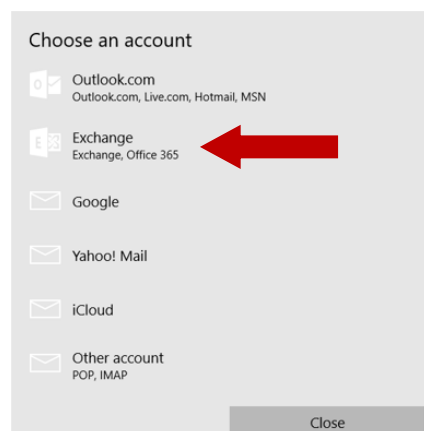 Choose an account
Outlook.com
Outlook.com, Live.com, Hotmail, MSN
Exchange
Exchange, Office 365
Google
Yahoo! Mail
iCloud
Other account
POP, IMAP
Close